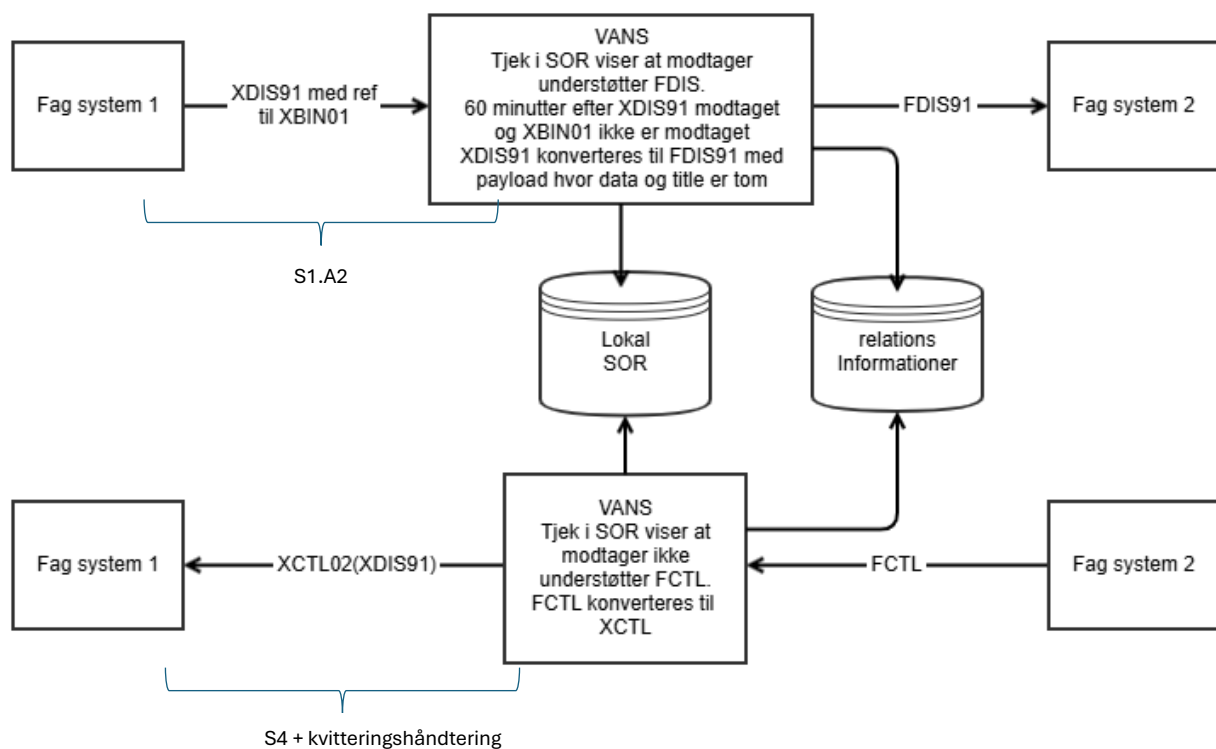 VANS
Tjek i SOR viser at modtager
understøtter FDIS.
60 minutter efter XDIS91 modtaget
og XBIN01 ikke er modtaget
XDIS91 konverteres til FDIS91 med
payload hvor data og title er tom
Fag system 1
XDIS91 med ref
til XBIN01
FDIS91
Fag system 2
S1.A2
Lokal
SOR
relations
Informationer
VANS
Tjek i SOR viser at
modtager ikke
understøtter FCTL.
FCTL konverteres til
XCTL
Fag system 1
XCTL02(XDIS91)
FCTL
Fag system 2
S4 + kvitteringshåndtering